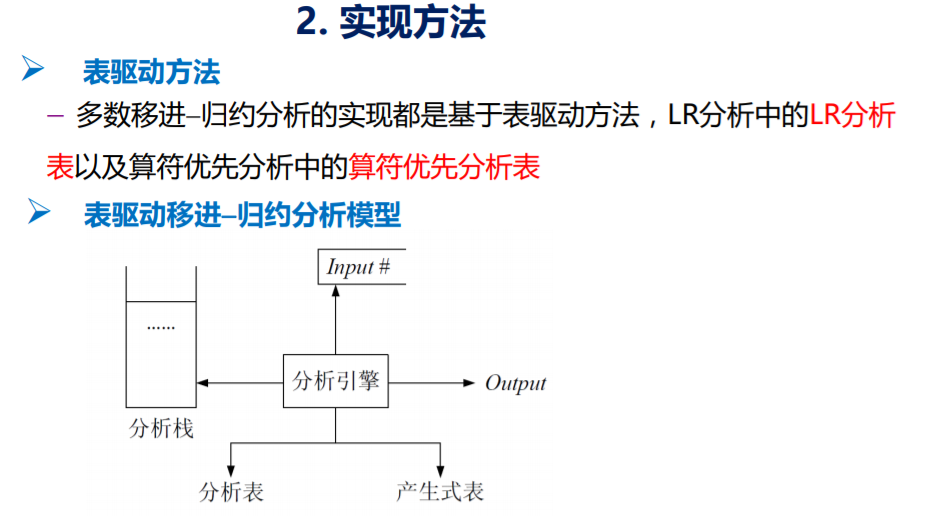 2. 实现方法
表驱动方法
– 多数移进–归约分析的实现都是基于表驱动方法，LR分析中的LR分析
表以及算符优先分析中的算符优先分析表
表驱动移进–归约分析模型
Input #
……
分析引擎
Output
分析栈
分析表
产生式表